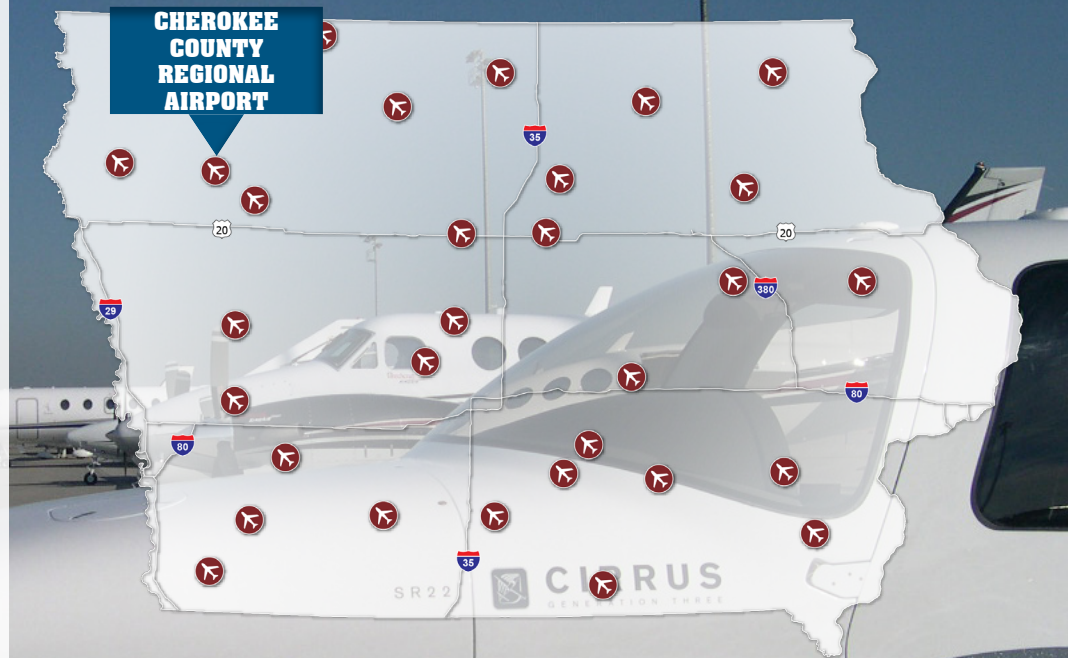 CHEROKEE
COUNTY
REGIONAL
AIRPORT
35
20
20
29
380
80
80
35
SR22
CIRRUS
GENERATION THREE